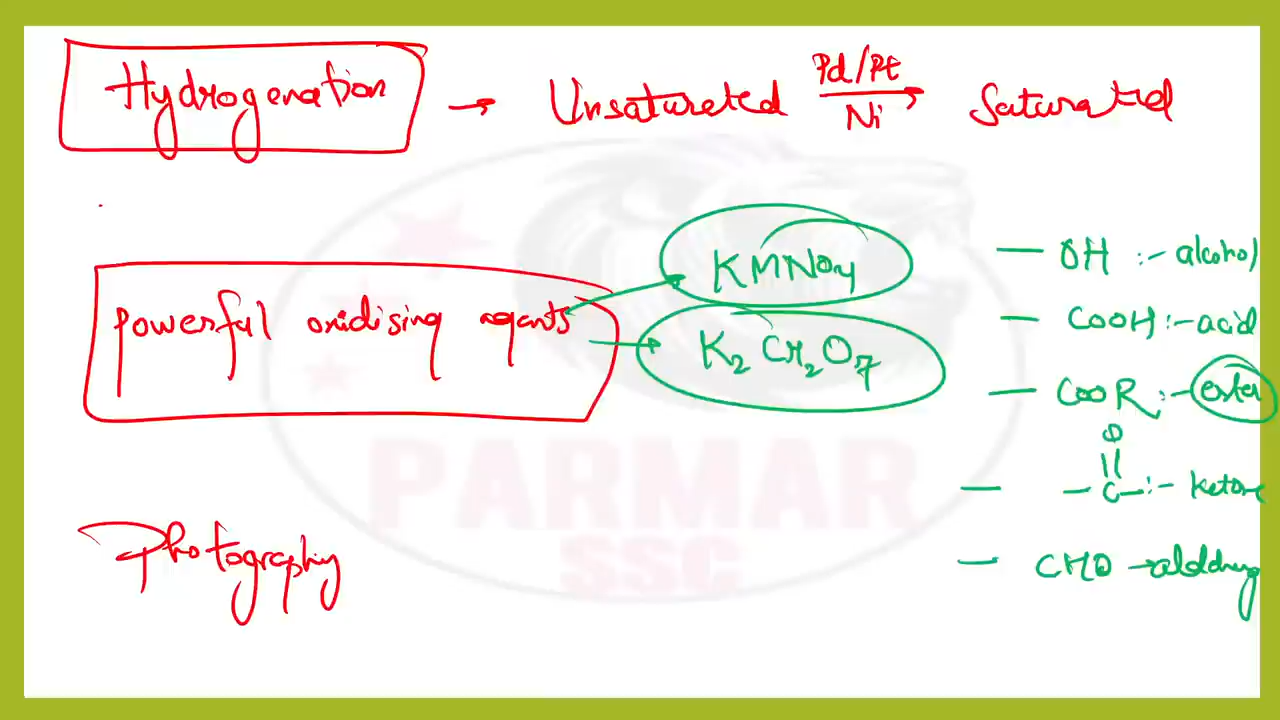 Hydrogenation → Unsaturated Pd/Pt Ni → Saturated
powerful oxidising agents
KMNO4
K2Cr2O7
— OH :- alcohol
— COOH :- acid
— COOR :- ester
O
||
— - C - :- ketone
- CHO →
Photography
PARMAR
SSC